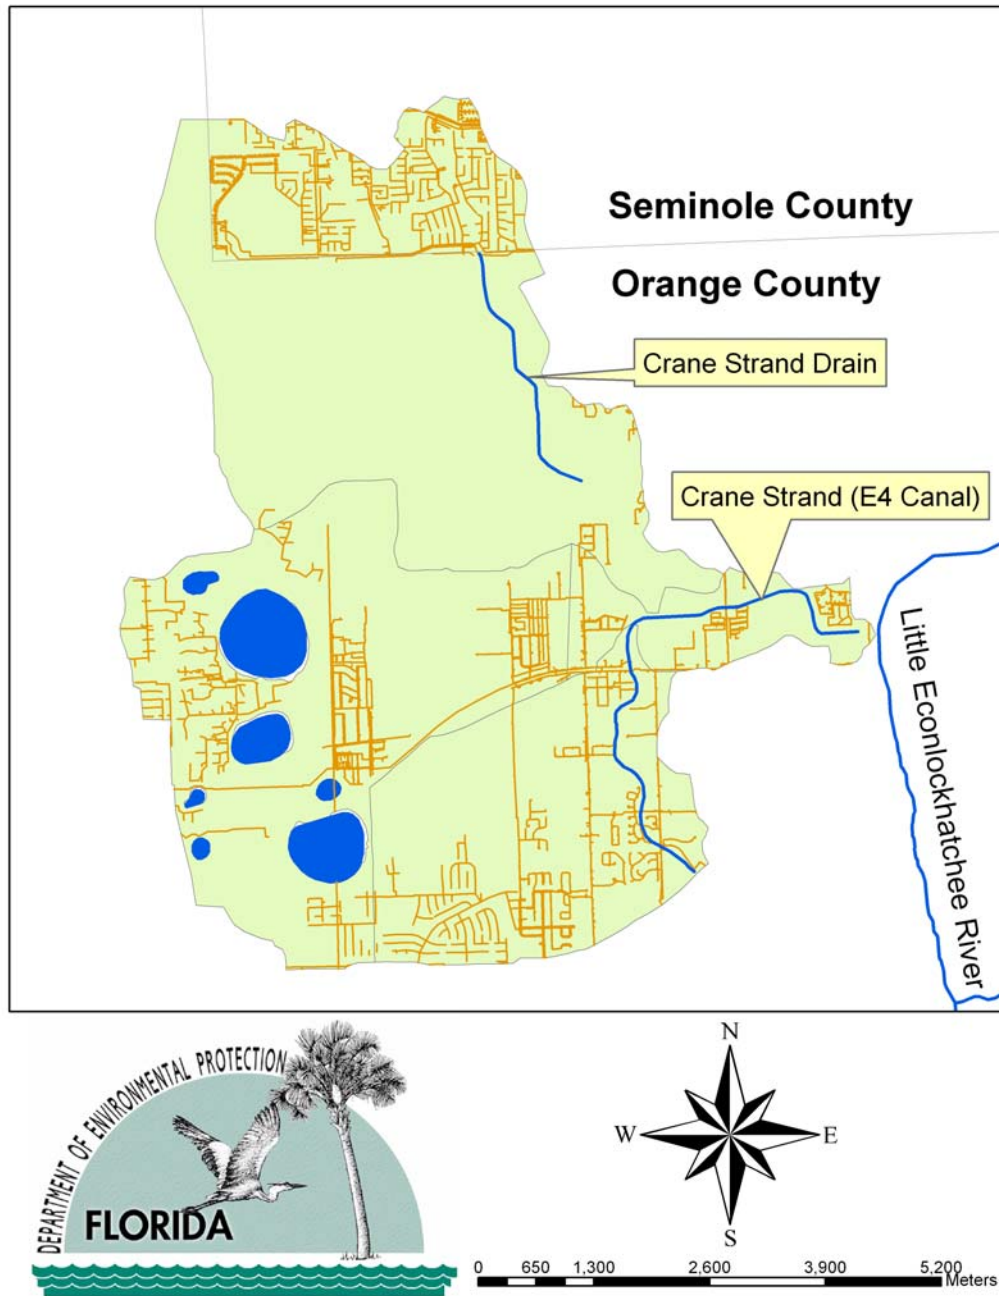 Seminole County
Orange County
Crane Strand Drain
Crane Strand (E4 Canal)
Little Econlockhatchee River
DEPARTMENT OF ENVIRONMENTAL PROTECTION
FLORIDA
N
W E
S
0 650 1,300 2,600 3,900 5,200
Meters